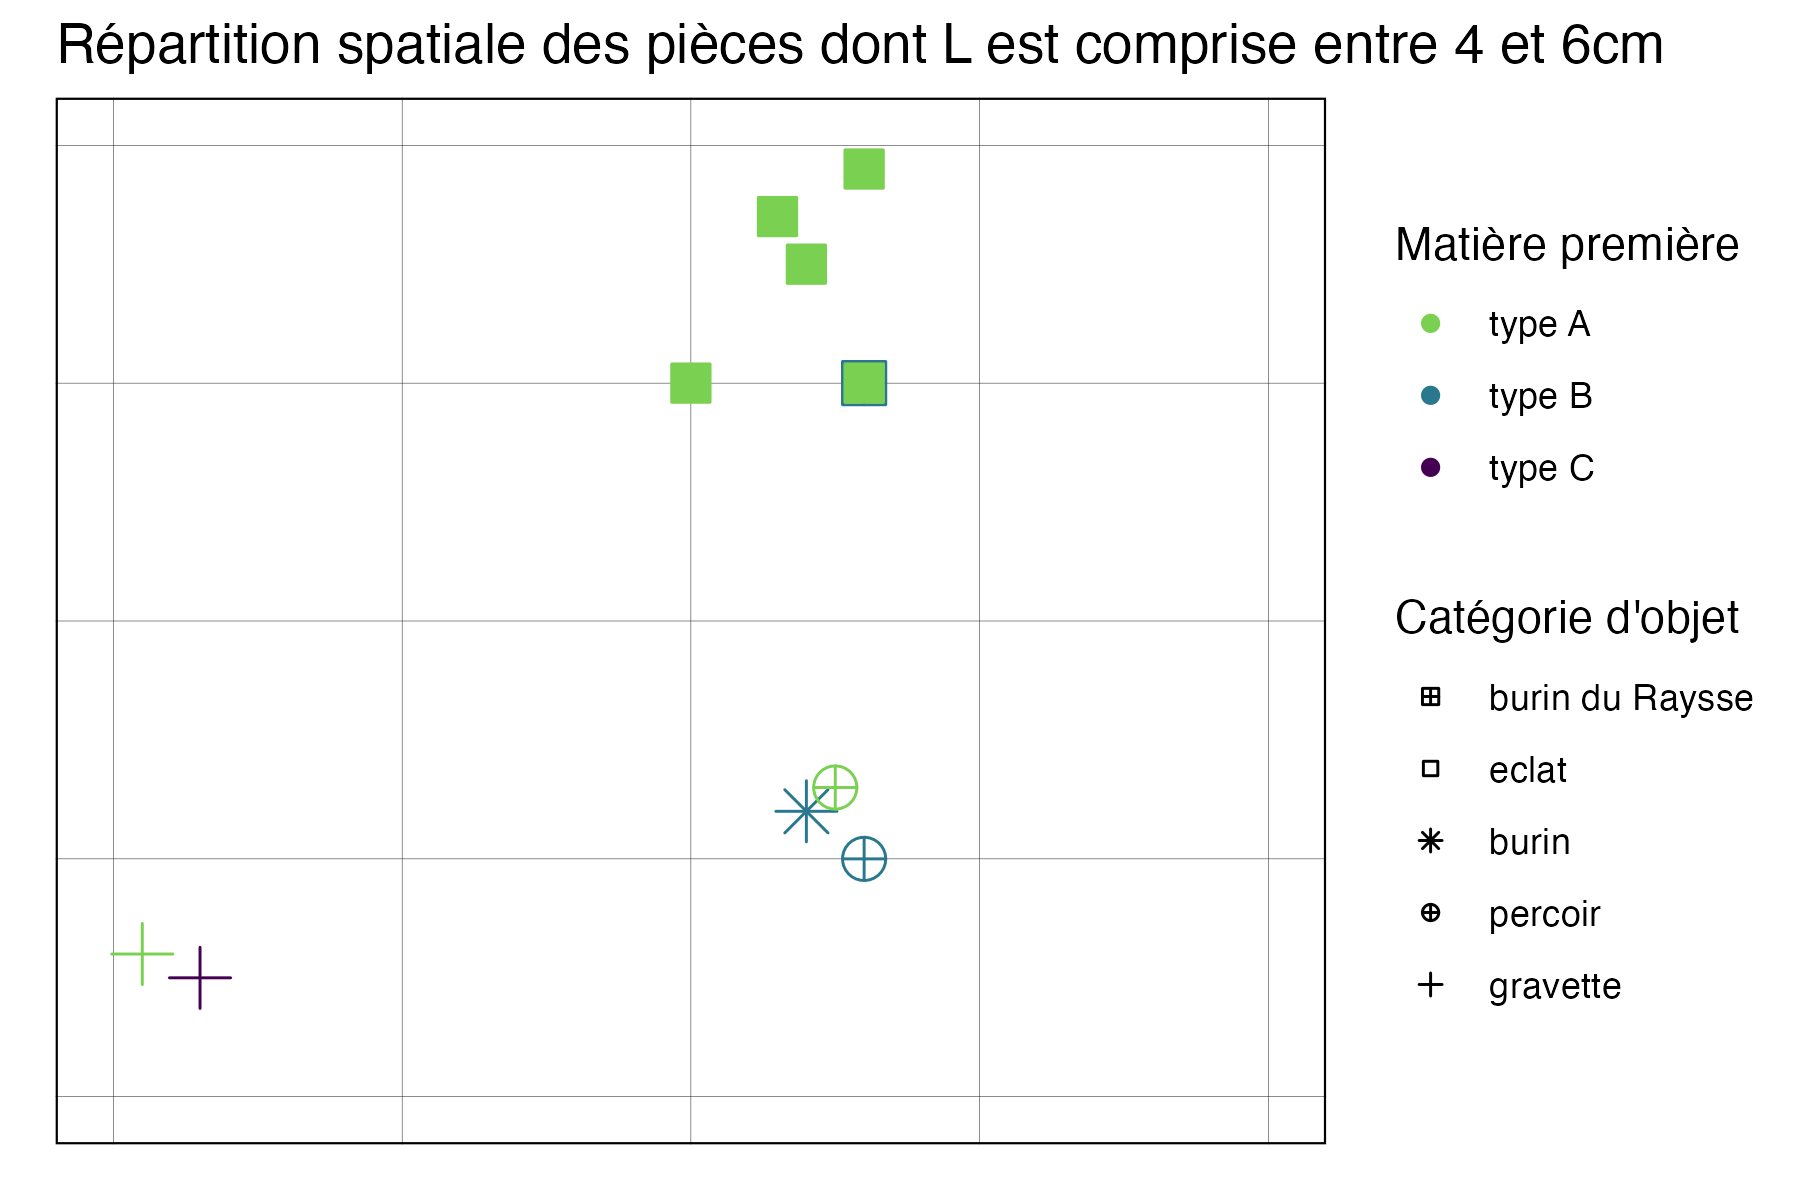 Répartition spatiale des pièces dont L est comprise entre 4 et 6cm
Matière première
type A
type B
type C
Catégorie d'objet
burin du Raysse
eclat
burin
percoir
gravette